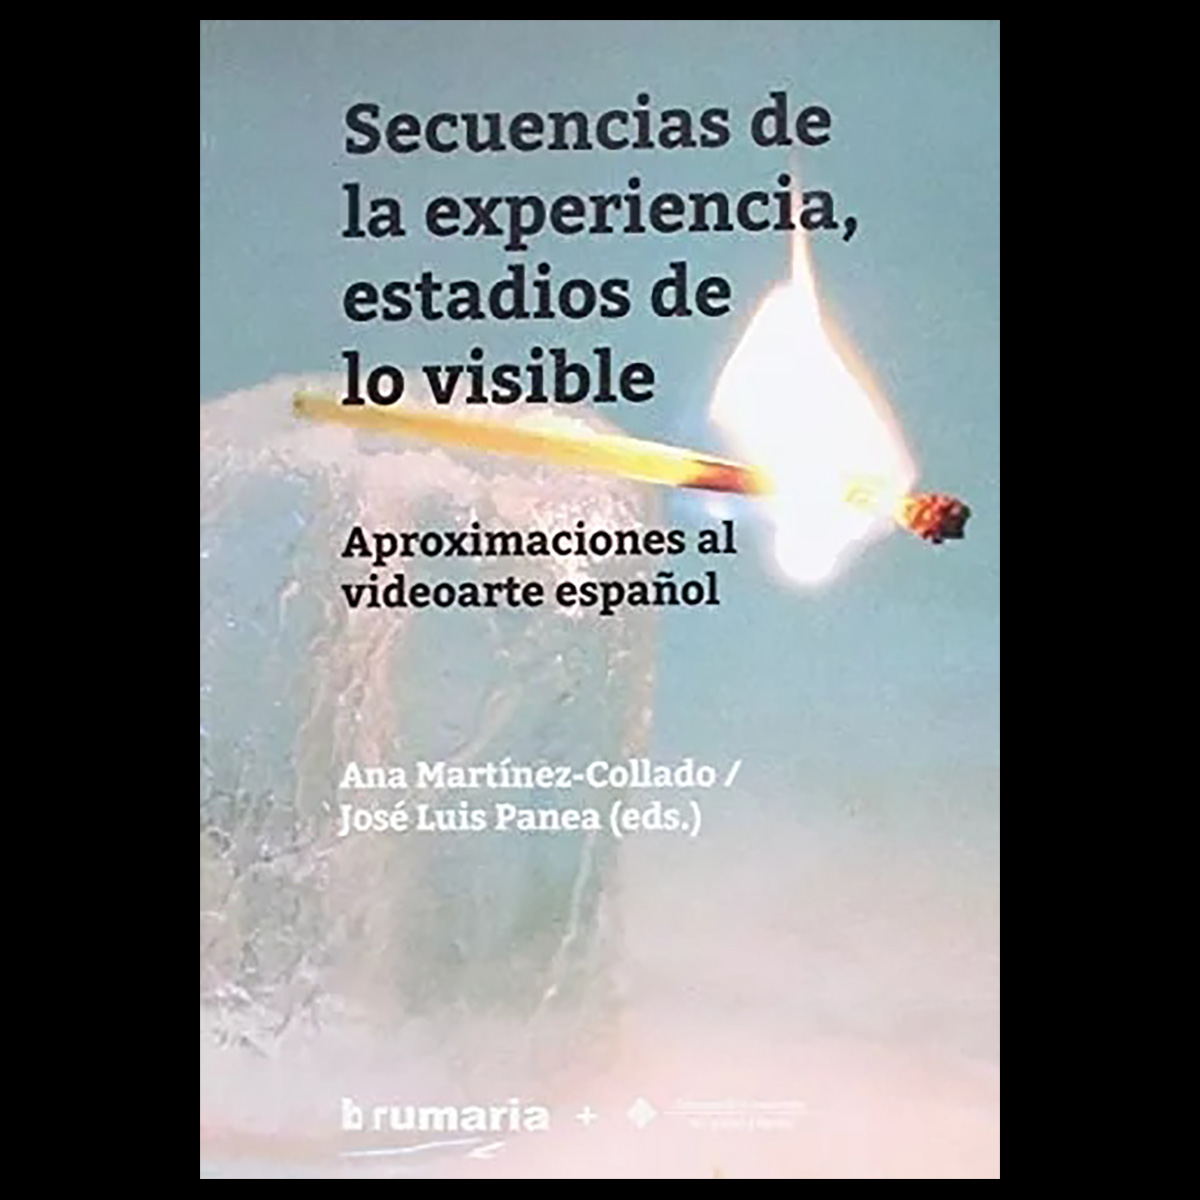 Secuencias de
la experiencia,
estadios de
lo visible
Aproximaciones al
videoarte español
Ana Martínez-Collado /
José Luis Panea (eds.)
brumaria +